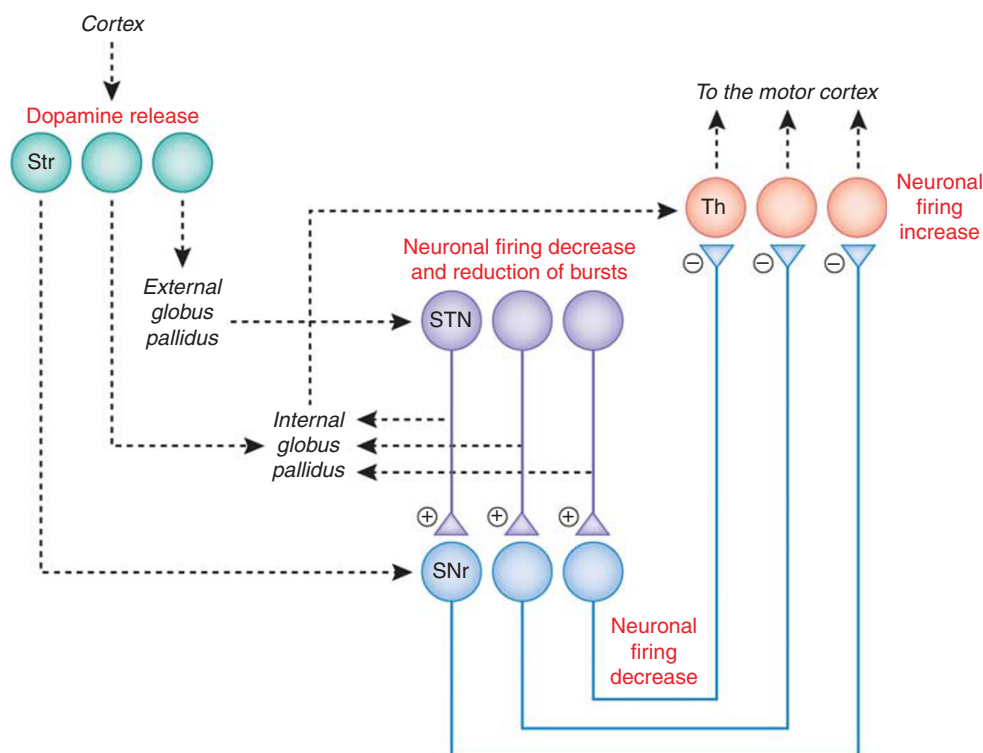 Cortex
Dopamine release
Str
To the motor cortex
Th
Neuronal
firing
increase
−
−
−
Neuronal firing decrease
and reduction of bursts
External
globus
pallidus
STN
Internal
globus
pallidus
+
+
+
SNr
Neuronal
firing
decrease